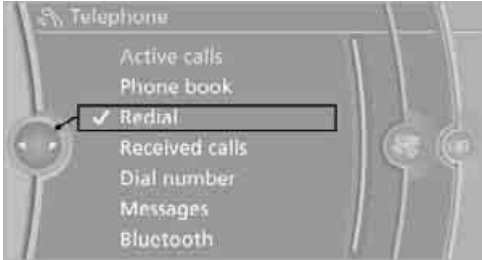 Telephone
Active calls
Phone book
Redial
Received calls
Dial number
Messages
Bluetooth